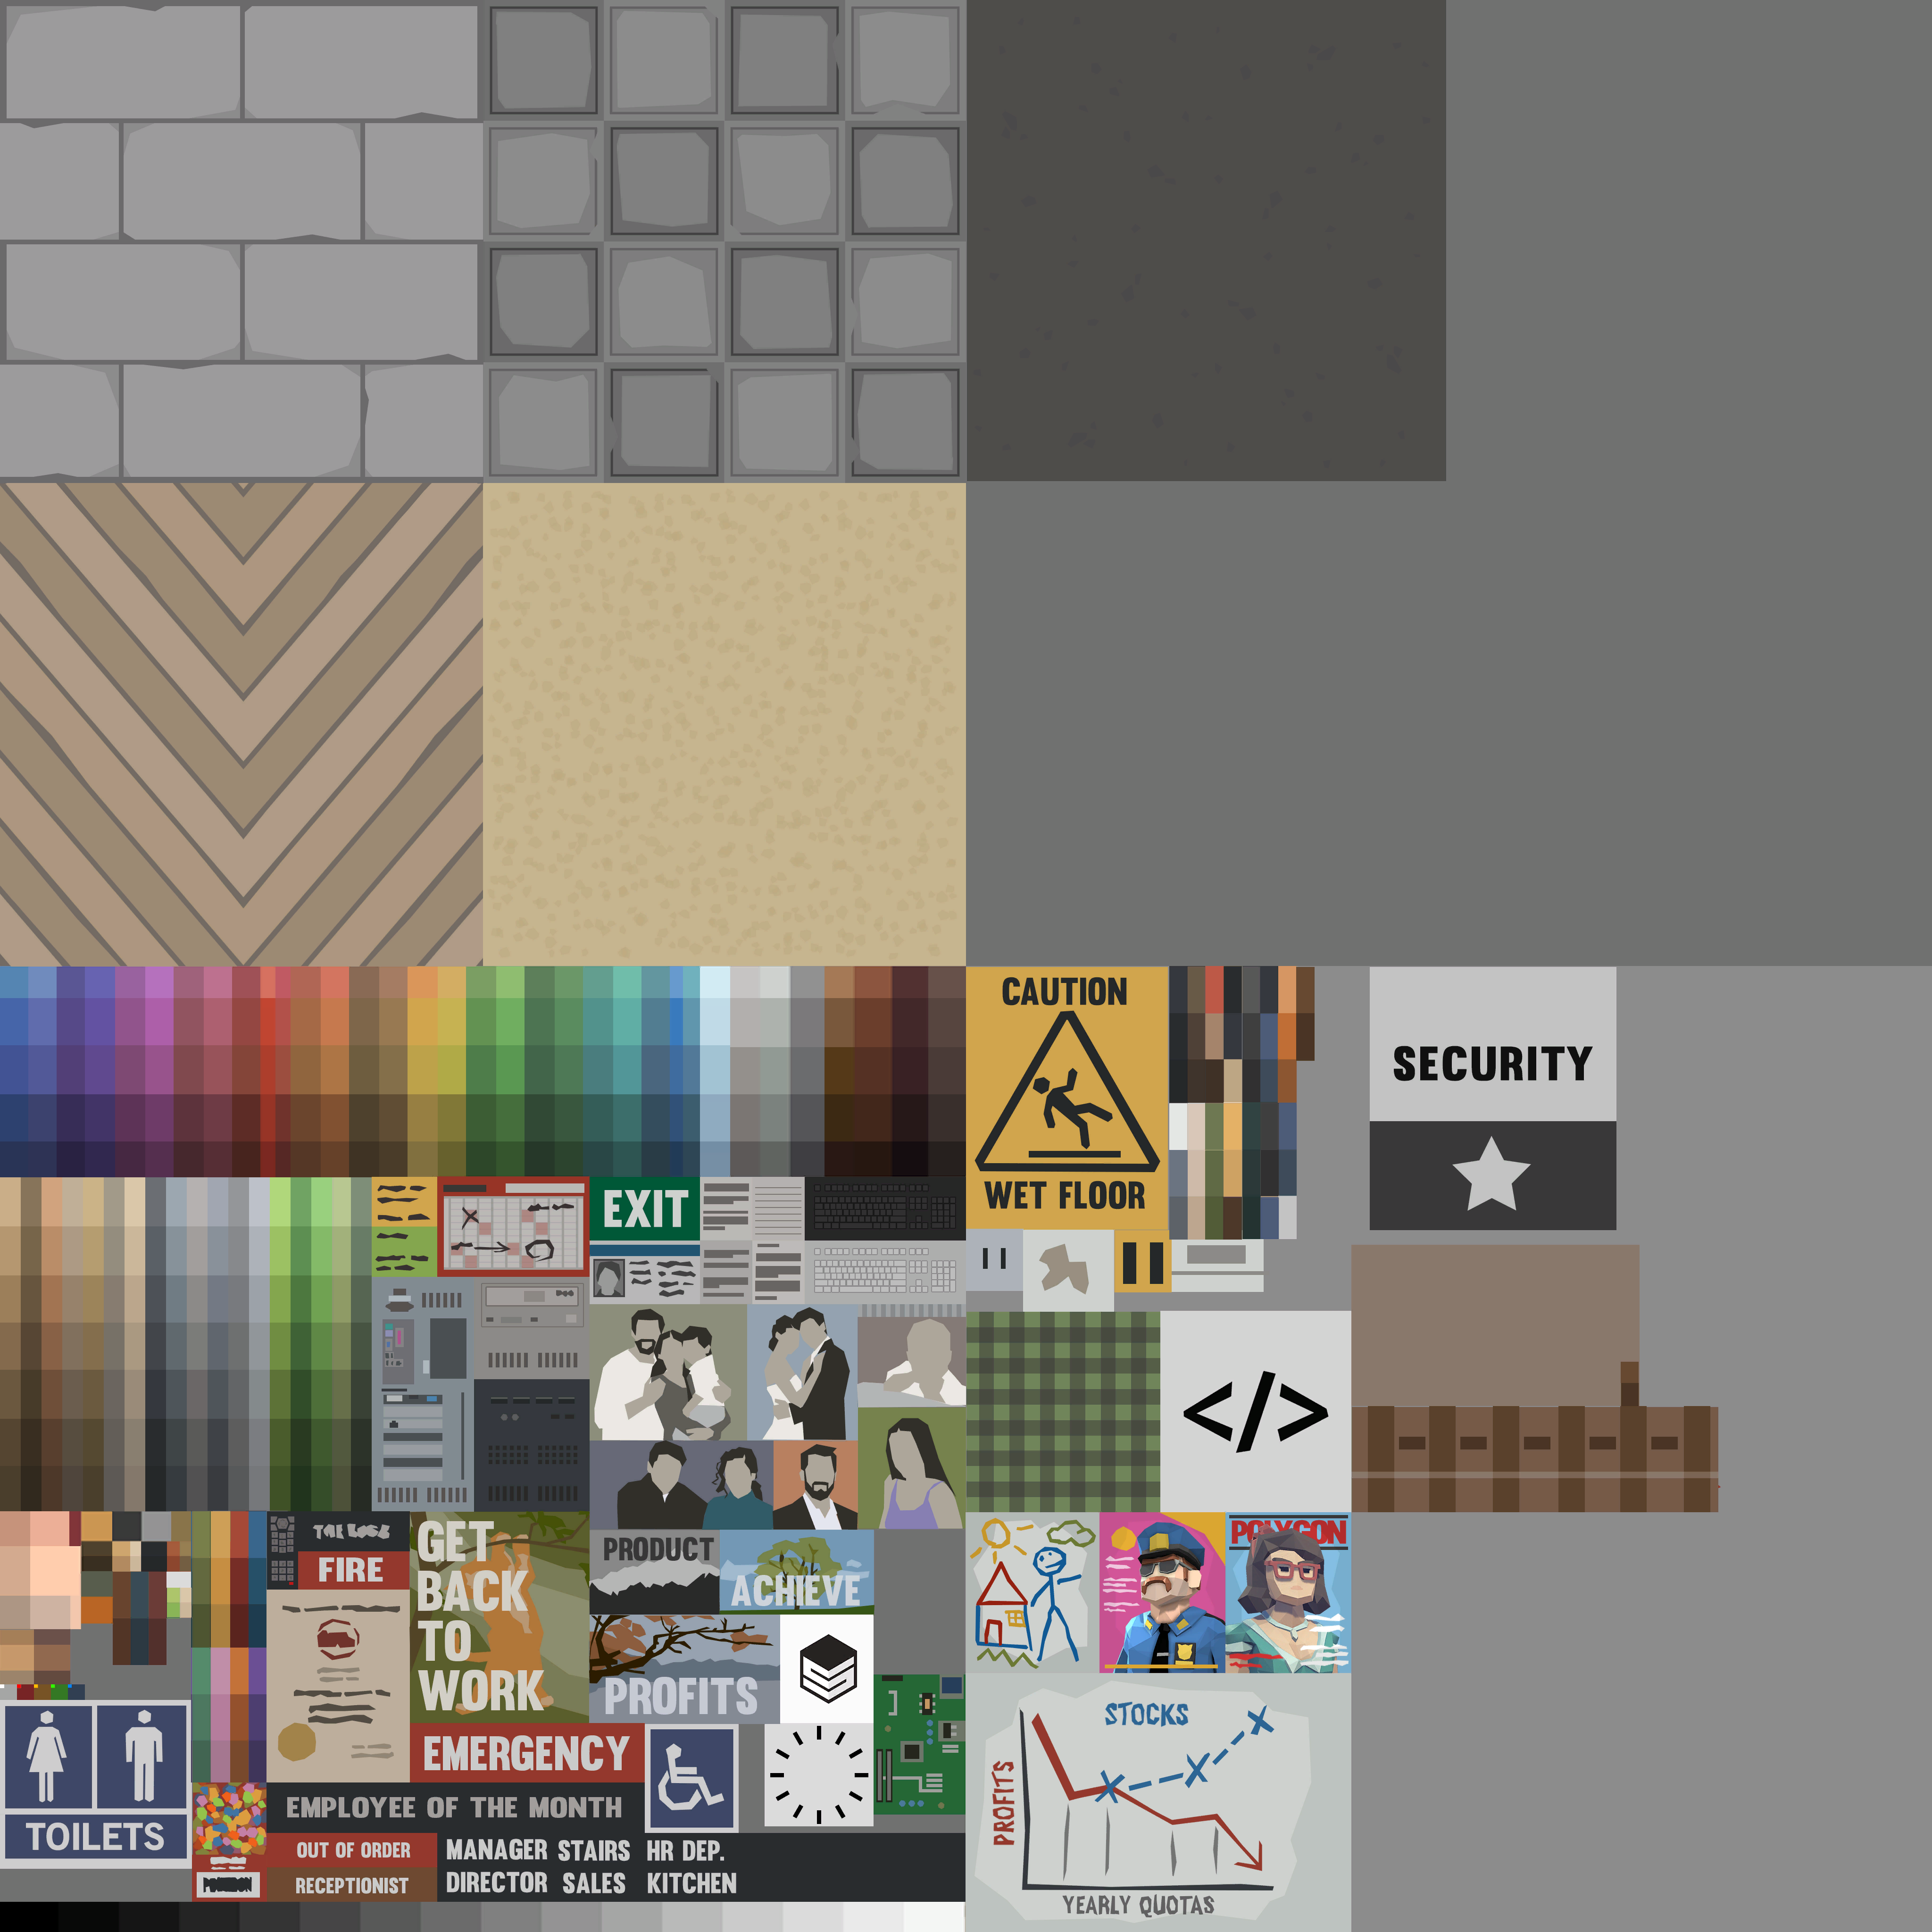 CAUTION
WET FLOOR
SECURITY
EXIT
</>
FIRE
GET
BACK
TO
WORK
PRODUCT
ACHIEVE
PROFITS
POLYGON
EMERGENCY
TOILETS
EMPLOYEE OF THE MONTH
OUT OF ORDER
RECEPTIONIST
MANAGER STAIRS HR DEP.
DIRECTOR SALES KITCHEN
STOCKS
PROFITS
YEARLY QUOTAS